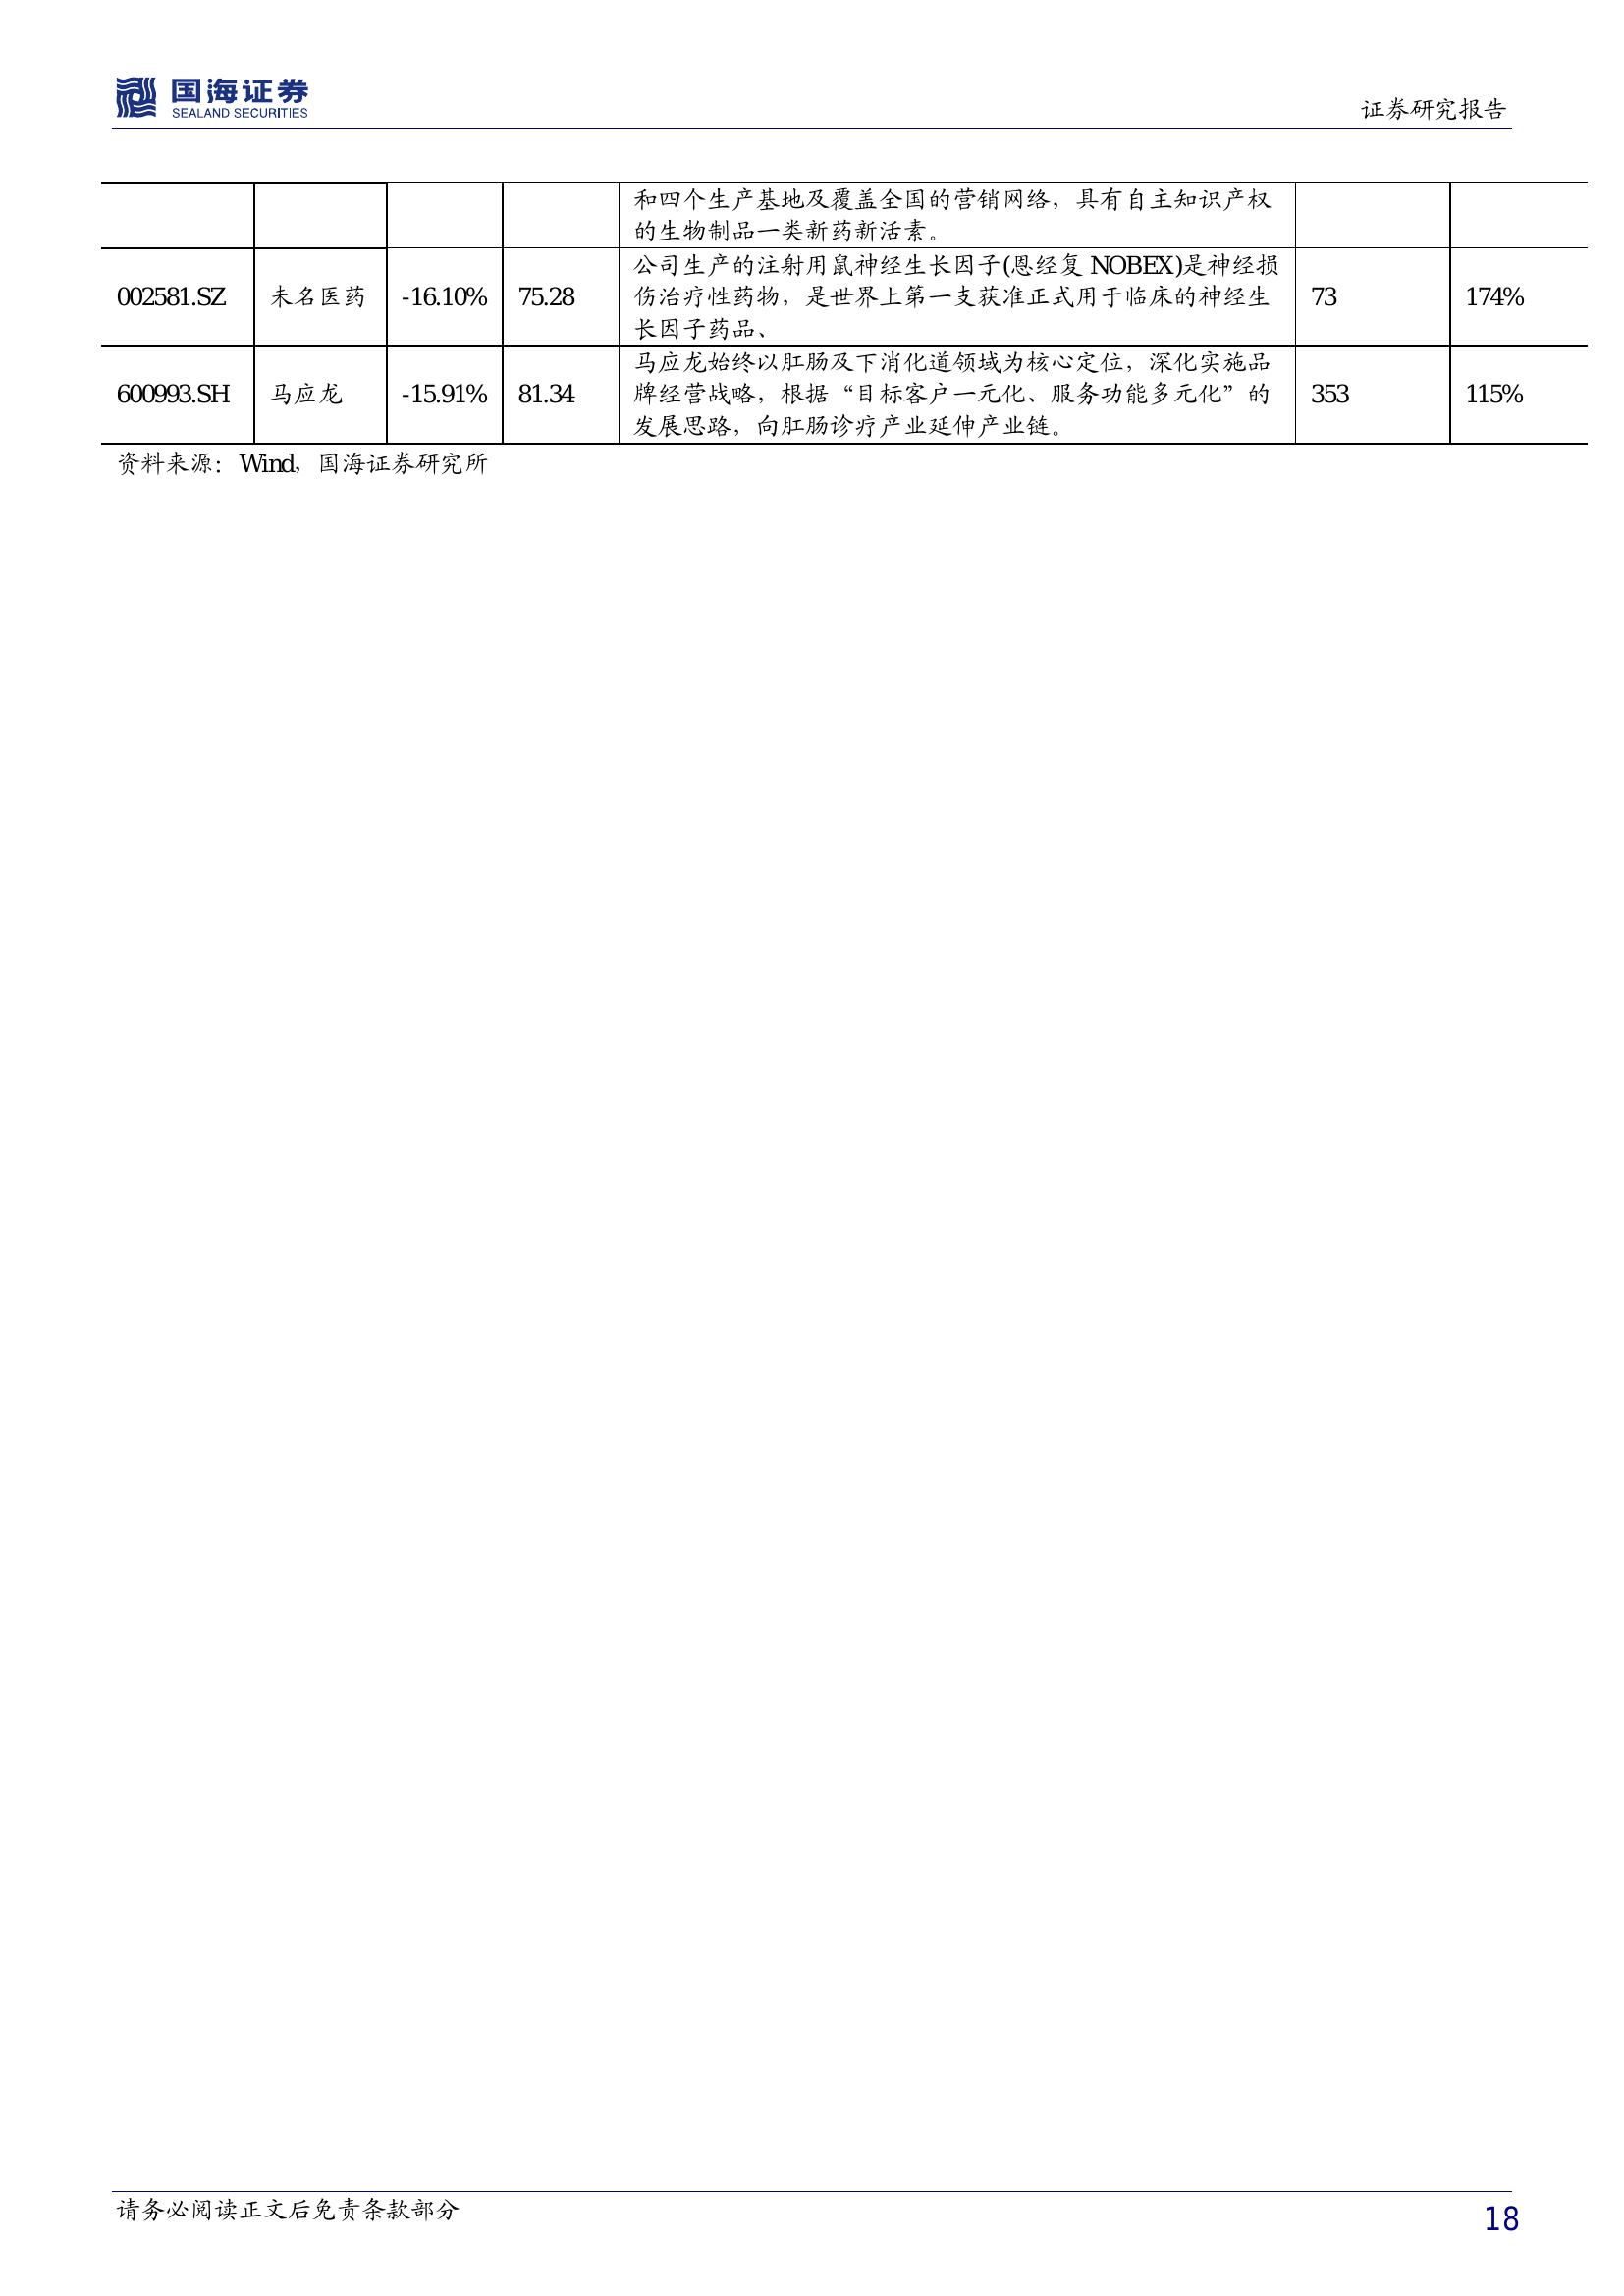 国海证券
SEALAND SECURITIES
证券研究报告
和四个生产基地及覆盖全国的营销网络，具有自主知识产权
的生物制品一类新药新活素。
公司生产的注射用鼠神经生长因子(恩经复 NOBEX)是神经损
002581.SZ 未名医药 -16.10% 75.28 伤治疗性药物，是世界上第一支获准正式用于临床的神经生 73 174%
长因子药品、
马应龙始终以肛肠及下消化道领域为核心定位，深化实施品
600993.SH 马应龙 -15.91% 81.34 牌经营战略，根据“目标客户一元化、服务功能多元化”的 353 115%
发展思路，向肛肠诊疗产业延伸产业链。
资料来源：Wind，国海证券研究所
请务必阅读正文后免责条款部分
18